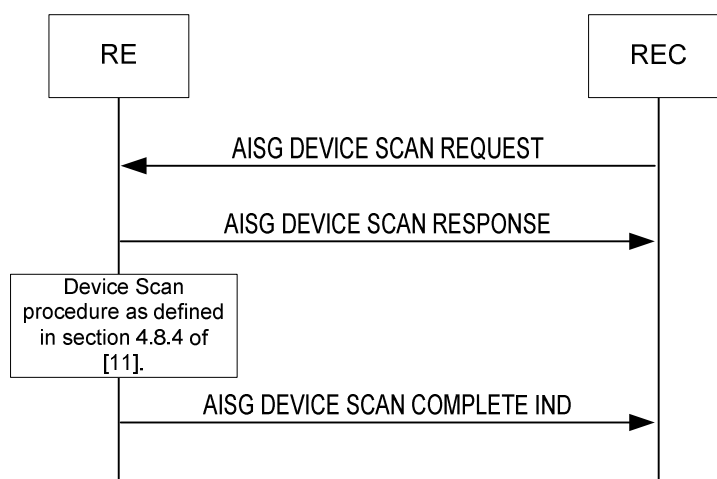 RE
REC
AISG DEVICE SCAN REQUEST
AISG DEVICE SCAN RESPONSE
Device Scan
procedure as defined
in section 4.8.4 of
[11].
AISG DEVICE SCAN COMPLETE IND